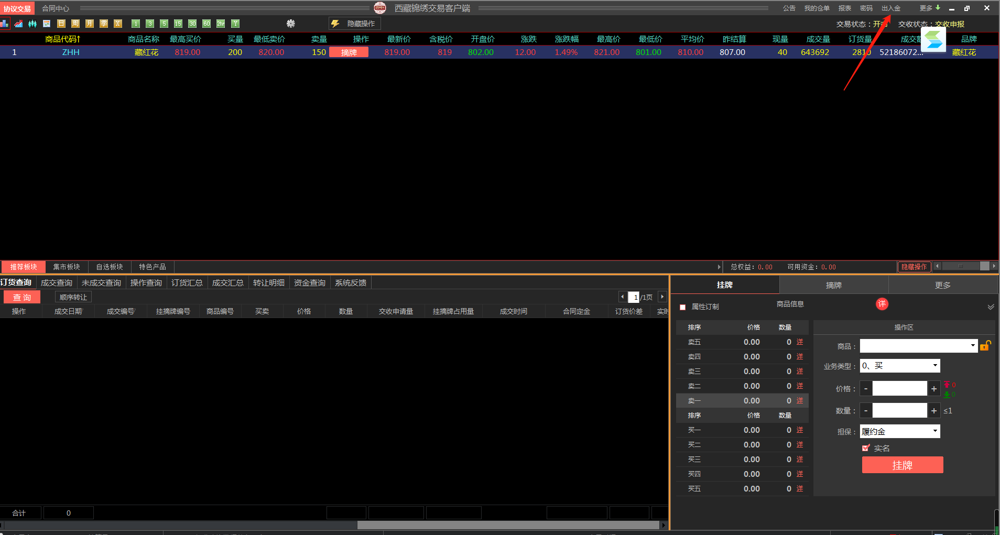 协议交易 合同中心 西藏锦绣交易客户端 公告 我的仓单 报表 密码 出入金 更多
日 周 月 季 X 1 3 5 15 30 60 2hr Y 隐藏操作 交易状态：开市 交收状态：交收申报
商品代码↑ 商品名称 最高买价 买量 最低卖价 卖量 操作 最新价 含税价 开盘价 涨跌 涨跌幅 最高价 最低价 平均价 昨结算 现量 成交量 订货量 成交额 品牌
1 ZHH 藏红花 819.00 200 820.00 150 摘牌 819.00 819 802.00 12.00 1.49% 821.00 801.00 810.00 807.00 40 643692 2810 52186072... 藏红花
推荐板块 集市板块 自选板块 特色产品 总权益：0.00 可用资金：0.00 隐藏操作
订货查询 成交查询 未成交查询 操作查询 订货汇总 成交汇总 转让明细 资金查询 系统反馈
查 询 顺序转让 1 /1页
操作 成交日期 成交编号 挂摘牌编号 商品编号 买卖 价格 数量 交收申请量 挂摘牌占用量 成交时间 合同定金 订货价差 实时
合计 0
挂牌 摘牌 更多
属性订制 商品信息 详
排序 价格 数量
卖五 0.00 0 详
卖四 0.00 0 详
卖三 0.00 0 详
卖二 0.00 0 详
卖一 0.00 0 详
排序 价格 数量
买一 0.00 0 详
买二 0.00 0 详
买三 0.00 0 详
买四 0.00 0 详
买五 0.00 0 详
操作区
商品：
业务类型： 0、买
价格： - + 0
0
数量： - + ≤1
担保： 履约金
实名
挂牌